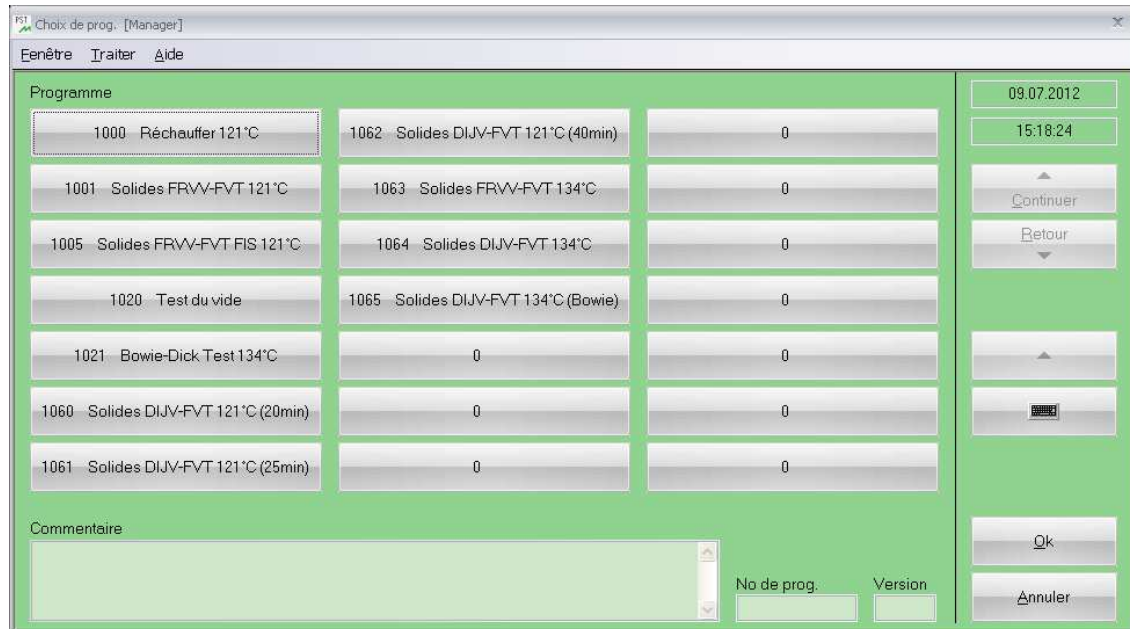 PST
Choix de prog. [Manager]
Fenêtre Traiter Aide
Programme
1000 Réchauffer 121°C
1062 Solides DIJV-FVT 121°C (40min)
0
1001 Solides FRVV-FVT 121°C
1063 Solides FRVV-FVT 134°C
0
1005 Solides FRVV-FVT FIS 121°C
1064 Solides DIJV-FVT 134°C
0
1020 Test du vide
1065 Solides DIJV-FVT 134°C (Bowie)
0
1021 Bowie-Dick Test 134°C
0
0
1060 Solides DIJV-FVT 121°C (20min)
0
0
1061 Solides DIJV-FVT 121°C (25min)
0
0
Commentaire
No de prog.
Version
09.07.2012
15:18:24
Continuer
Retour
Ok
Annuler